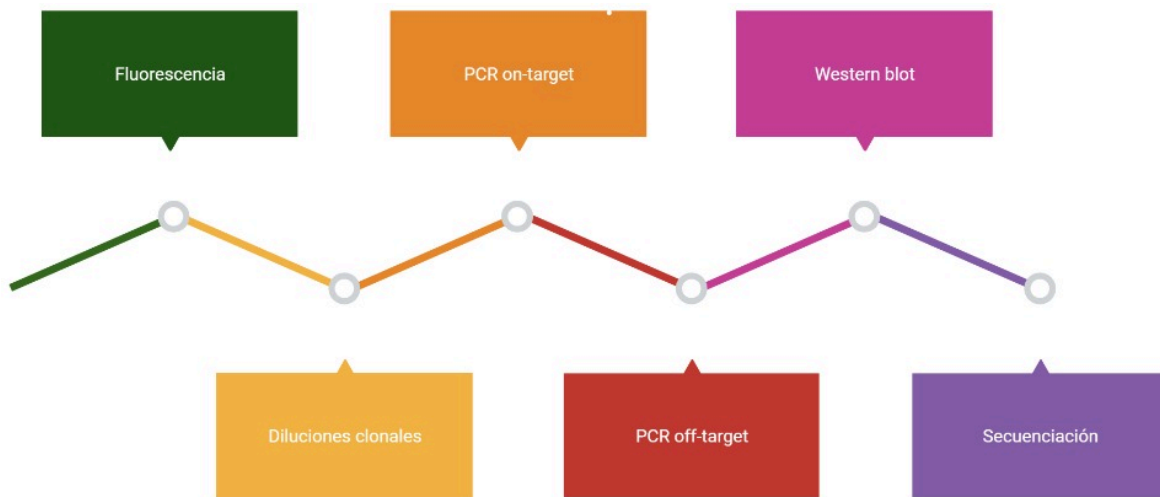 Fluorescencia
PCR on-target
Western blot
Diluciones clonales
PCR off-target
Secuenciación